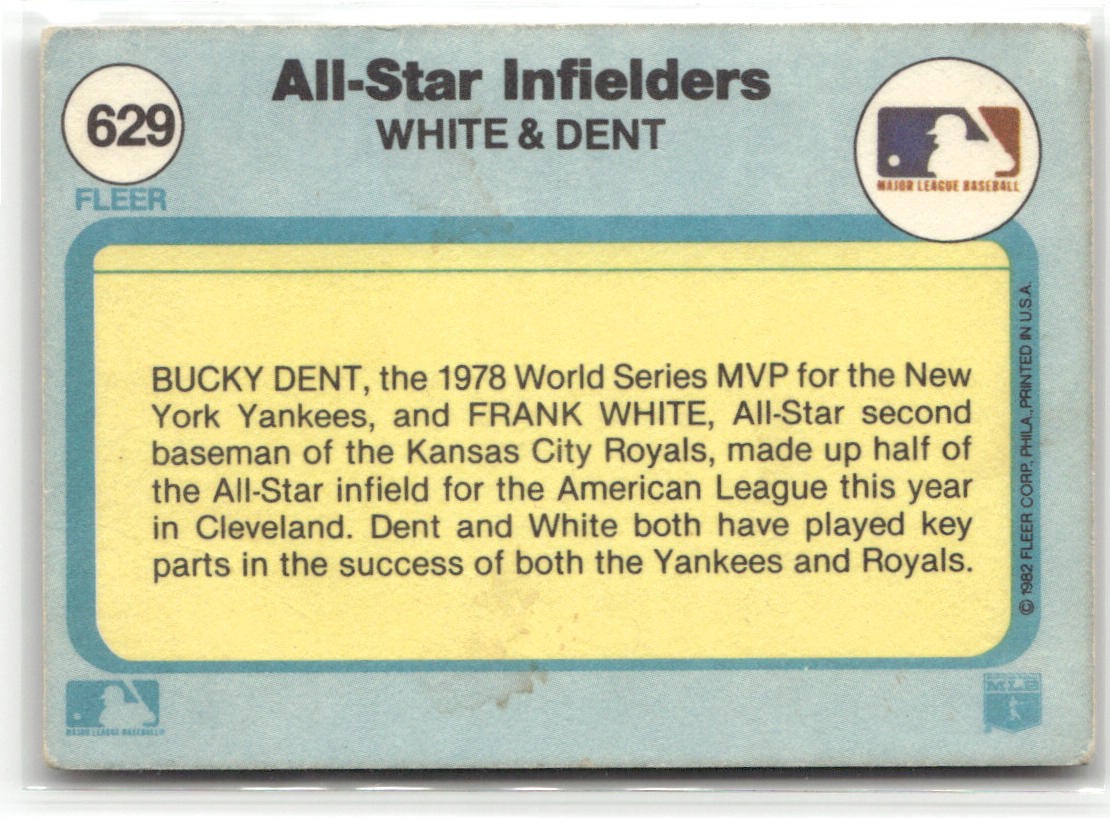 629
FLEER
All-Star Infielders
WHITE & DENT
MAJOR LEAGUE BASEBALL
BUCKY DENT, the 1978 World Series MVP for the New
York Yankees, and FRANK WHITE, All-Star second
baseman of the Kansas City Royals, made up half of
the All-Star infield for the American League this year
in Cleveland. Dent and White both have played key
parts in the success of both the Yankees and Royals.
© 1982 FLEER CORP., PHILA., PRINTED IN U.S.A.
MAJOR LEAGUE BASEBALL
MLB